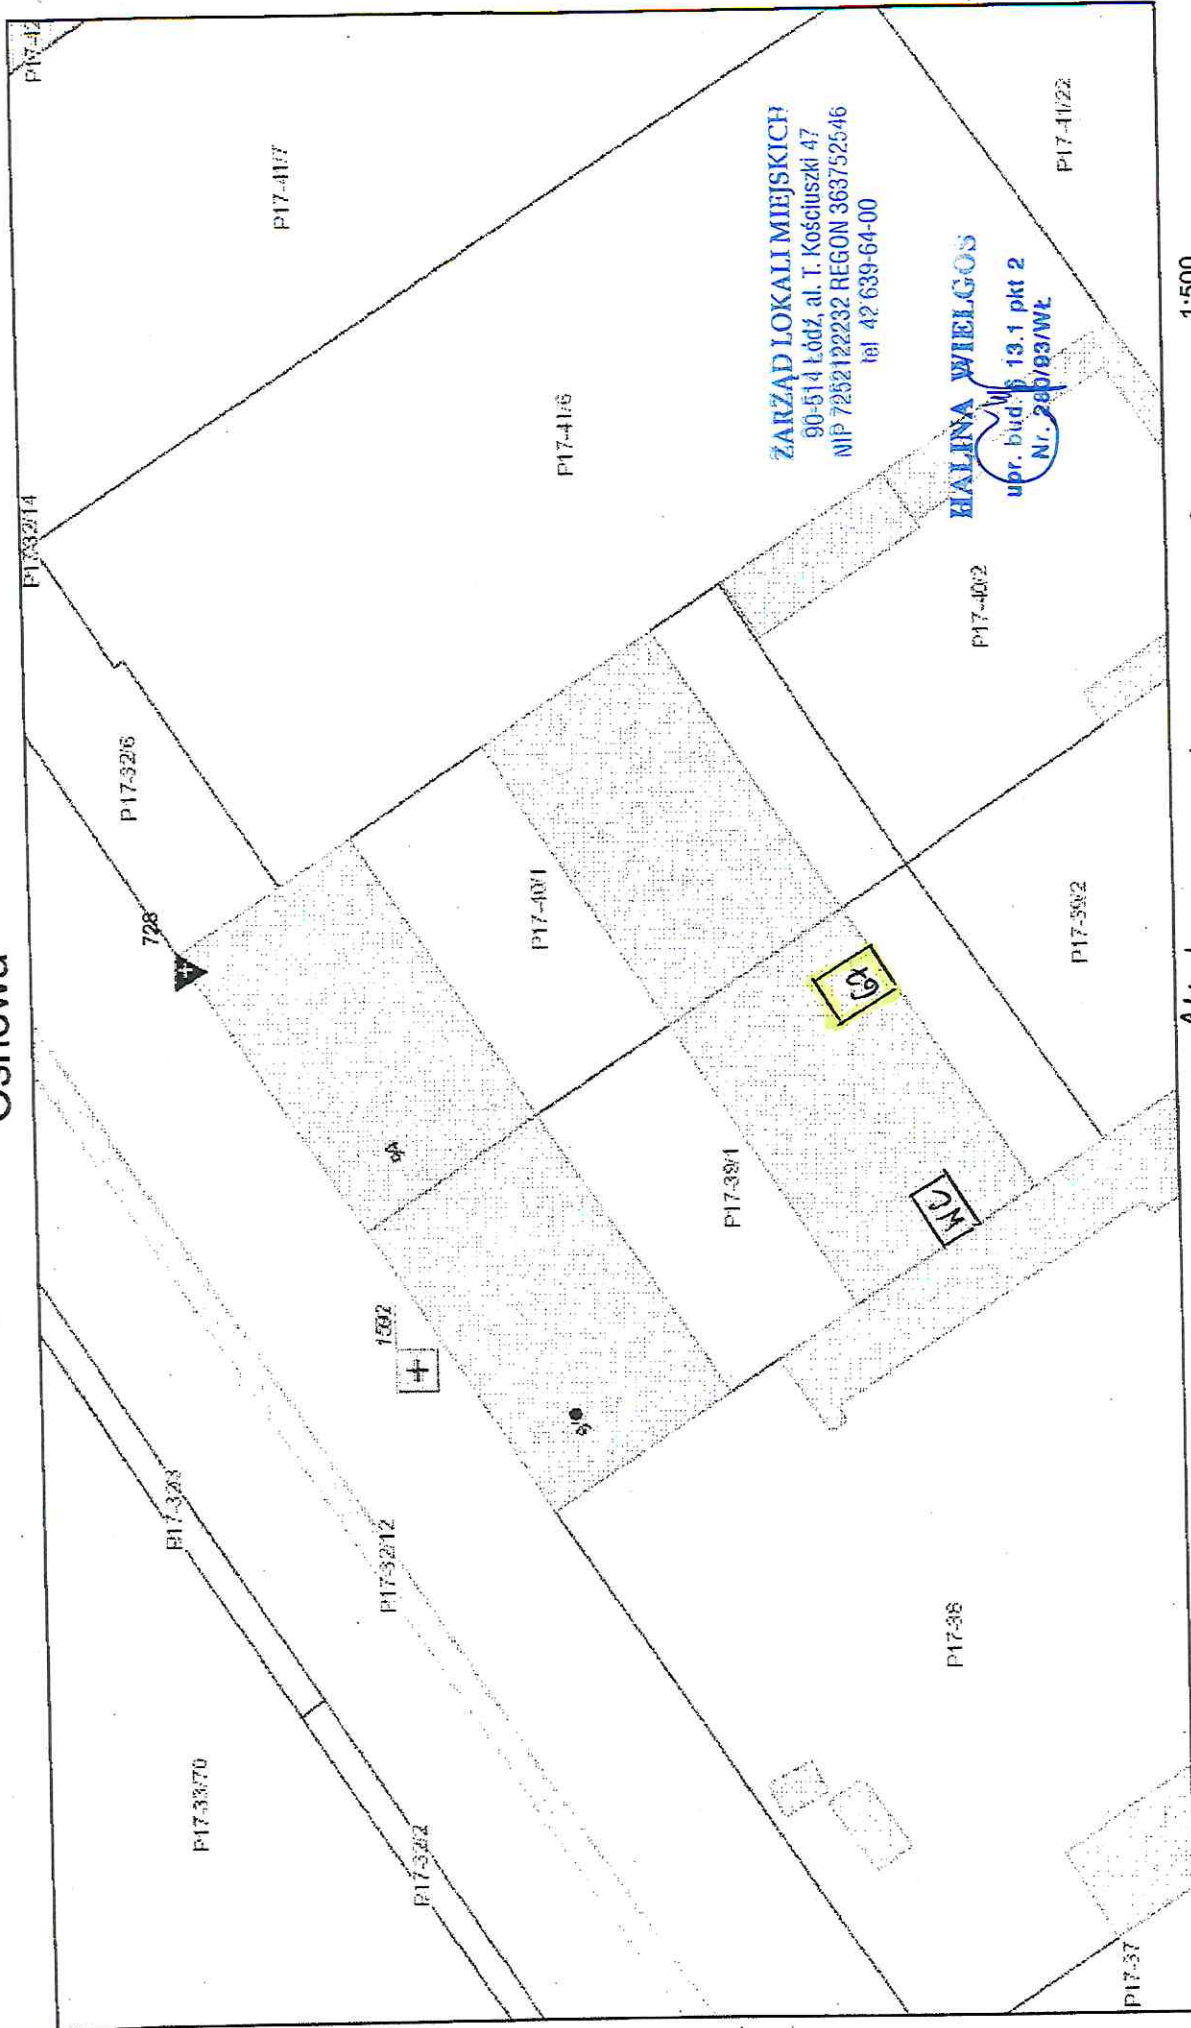 P17-42
P17-41/7
P17-32/14
P17-32/6
728
P17-41/6
P17-41/22
ZARZĄD LOKALI MIEJSKICH
90-514 Łódź, al. T. Kościuszki 47
NIP 7252122232 REGON 363752546
tel 42 639-64-00
HALINA WIELGOS
upr. bud. § 13.1 pkt 2
Nr. 280/93/WŁ
1:500
P17-40/2
P17-40/1
P17-39/2
P17-39/1
WC
1592
P17-32/3
P17-32/12
P17-33/70
P17-32/2
P17-38
P17-37